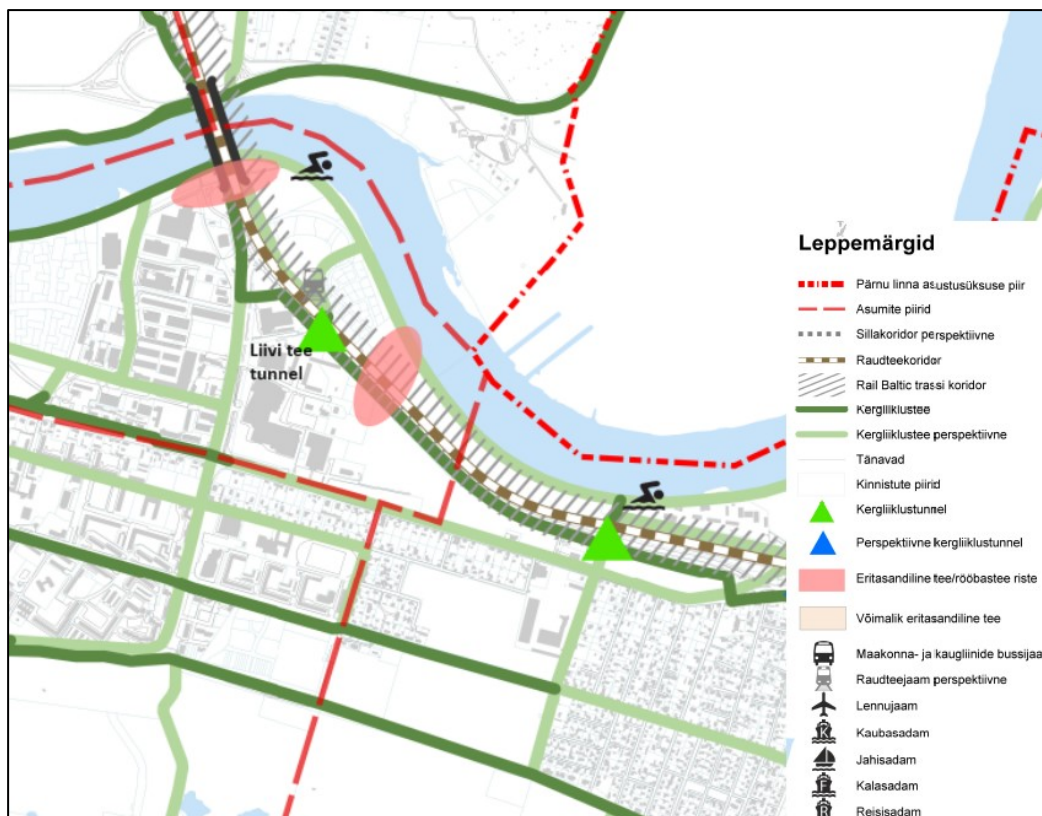 Liivi tee
tunnel
Leppemärgid
Pärnu linna asustusüksuse piir
Asumite piirid
Sillakoridor perspektiivne
Raudteekoridor
Rail Baltic trassi koridor
Kergliiklustee
Kergliiklustee perspektiivne
Tänavad
Kinnistute piirid
Kergliiklustunnel
Perspektiivne kergliiklustunnel
Eritasandiline tee/rööbastee riste
Võimalik eritasandiline tee
Maakonna- ja kaugliinide bussijaa
Raudteejaam perspektiivne
Lennujaam
K Kaubasadam
Jahisadam
F Kalasadam
R Reisisadam